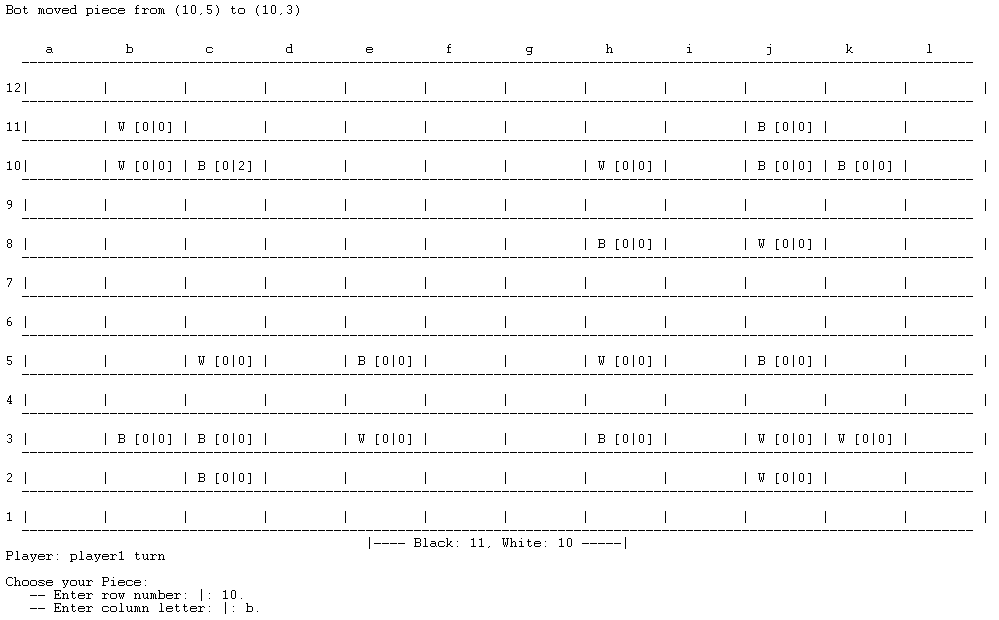 Bot moved piece from (10,5) to (10,3)
a b c d e f g h i j k l
12| | | | | | | | | | | | |
11| | W [0|0] | | | | | | | | B [0|0] | | |
10| | W [0|0] | B [0|2] | | | | | W [0|0] | | B [0|0] | B [0|0] | |
9 | | | | | | | | | | | | |
8 | | | | | | | | B [0|0] | | W [0|0] | | |
7 | | | | | | | | | | | | |
6 | | | | | | | | | | | | |
5 | | | W [0|0] | | B [0|0] | | | W [0|0] | | B [0|0] | | |
4 | | | | | | | | | | | | |
3 | | B [0|0] | B [0|0] | | W [0|0] | | | B [0|0] | | W [0|0] | W [0|0] | |
2 | | | B [0|0] | | | | | | | W [0|0] | | |
1 | | | | | | | | | | | | |
|---- Black: 11, White: 10 -----|
Player: player1 turn
Choose your Piece:
-- Enter row number: |: 10.
-- Enter column letter: |: b.